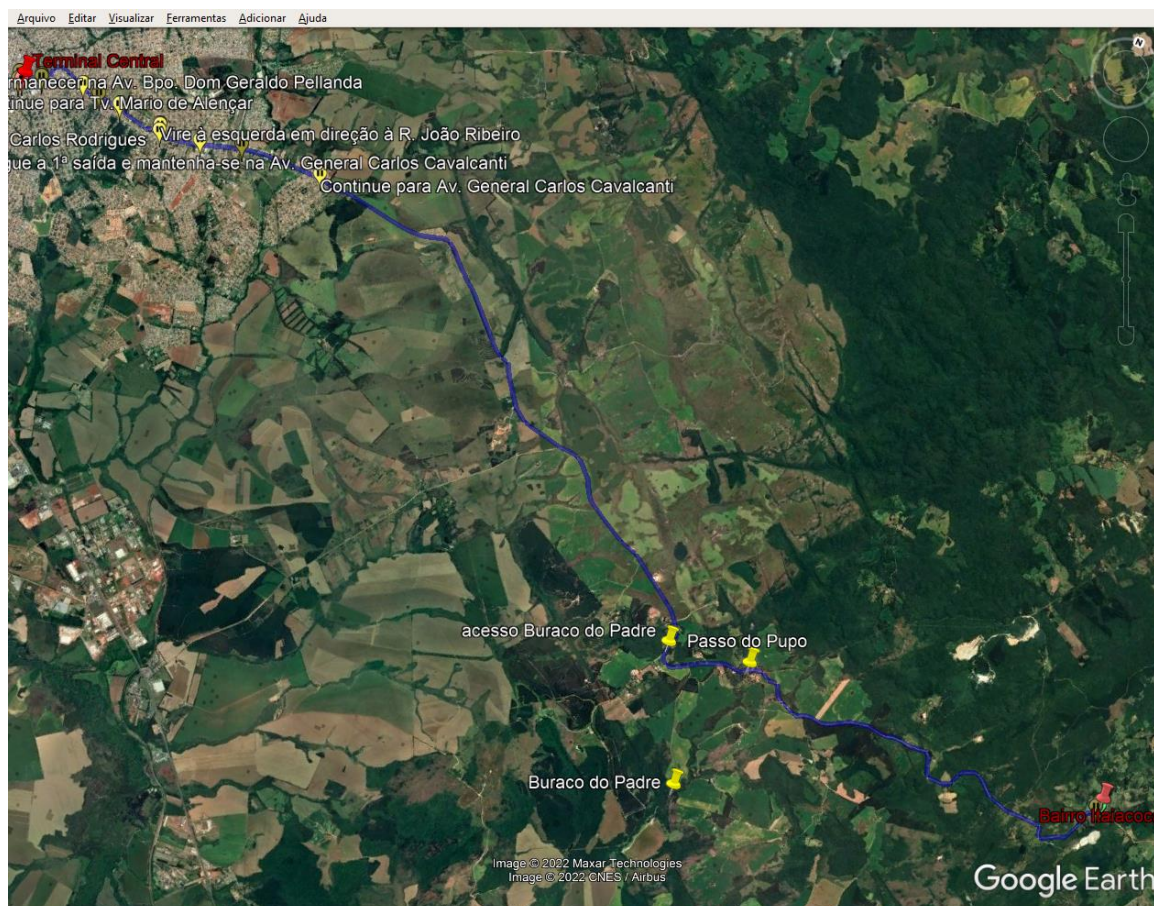 Arquivo Editar Visualizar Ferramentas Adicionar Ajuda
N
Terminal Central
rmanecer na Av. Bpo. Dom Geraldo Pellanda
tinue para Tv. Mario de Alençar
Carlos Rodrigues
Vire à esquerda em direção à R. João Ribeiro
gue a 1ª saída e mantenha-se na Av. General Carlos Cavalcanti
Continue para Av. General Carlos Cavalcanti
acesso Buraco do Padre
Passo do Pupo
Buraco do Padre
Bairro Itaiacoc
Image © 2022 Maxar Technologies
Image © 2022 CNES / Airbus
Google Earth